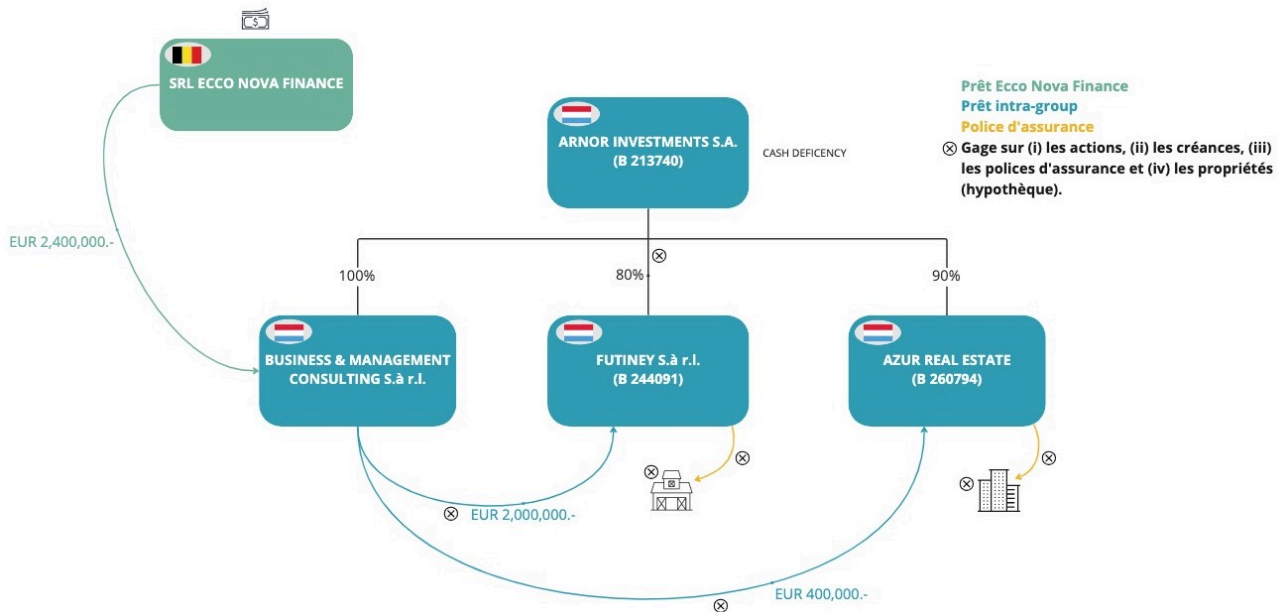 SRL ECCO NOVA FINANCE
ARNOR INVESTMENTS S.A.
(B 213740)
CASH DEFICENCY
Prêt Ecco Nova Finance
Prêt intra-group
Police d'assurance
Gage sur (i) les actions, (ii) les créances, (iii)
les polices d'assurance et (iv) les propriétés
(hypothèque).
EUR 2,400,000.-
100%
80%
90%
BUSINESS & MANAGEMENT
CONSULTING S.à r.l.
FUTINEY S.à r.l.
(B 244091)
AZUR REAL ESTATE
(B 260794)
EUR 2,000,000.-
EUR 400,000.-